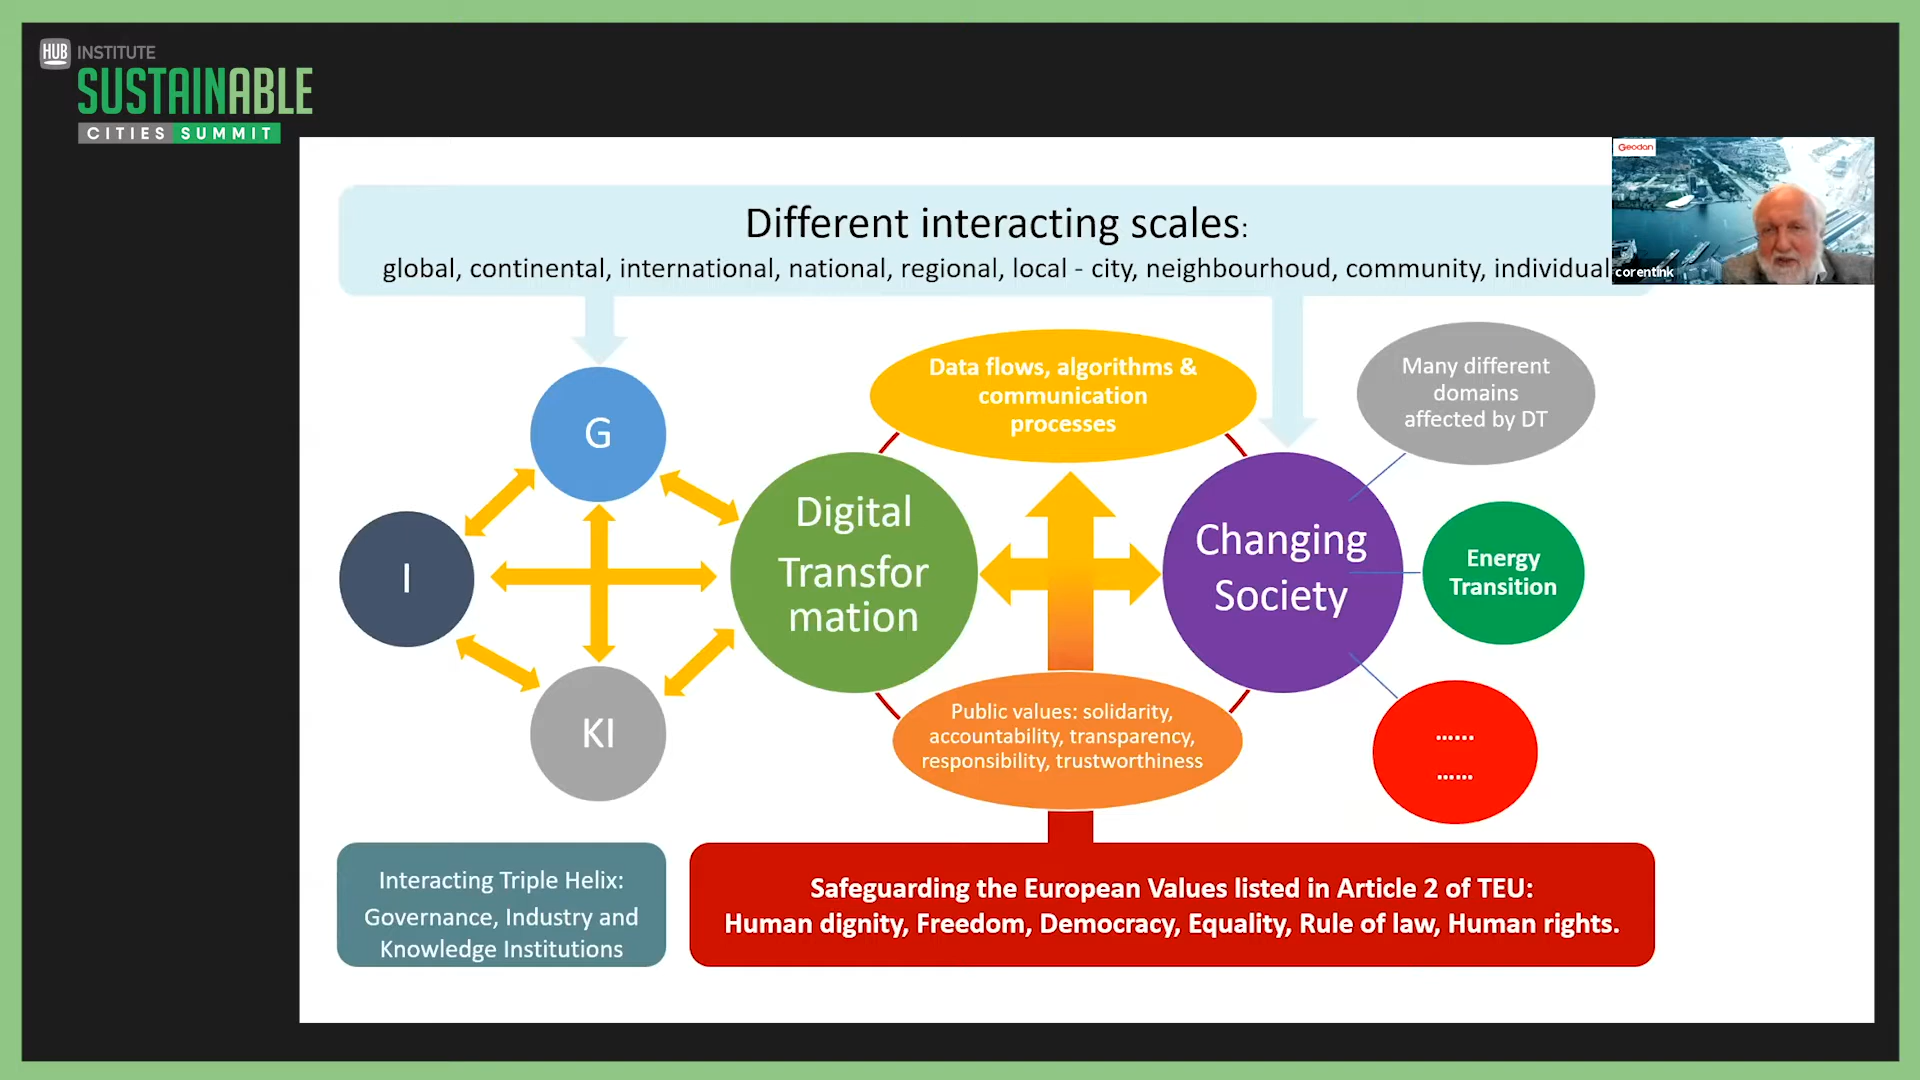 HUB INSTITUTE
SUSTAINABLE
CITIES SUMMIT
Geodan
corentink
Different interacting scales:
global, continental, international, national, regional, local - city, neighbourhoud, community, individual
G
I
KI
Digital
Transfor
mation
Data flows, algorithms &
communication
processes
Changing
Society
Many different
domains
affected by DT
Energy
Transition
......
......
Public values: solidarity,
accountability, transparency,
responsibility, trustworthiness
Interacting Triple Helix:
Governance, Industry and
Knowledge Institutions
Safeguarding the European Values listed in Article 2 of TEU:
Human dignity, Freedom, Democracy, Equality, Rule of law, Human rights.